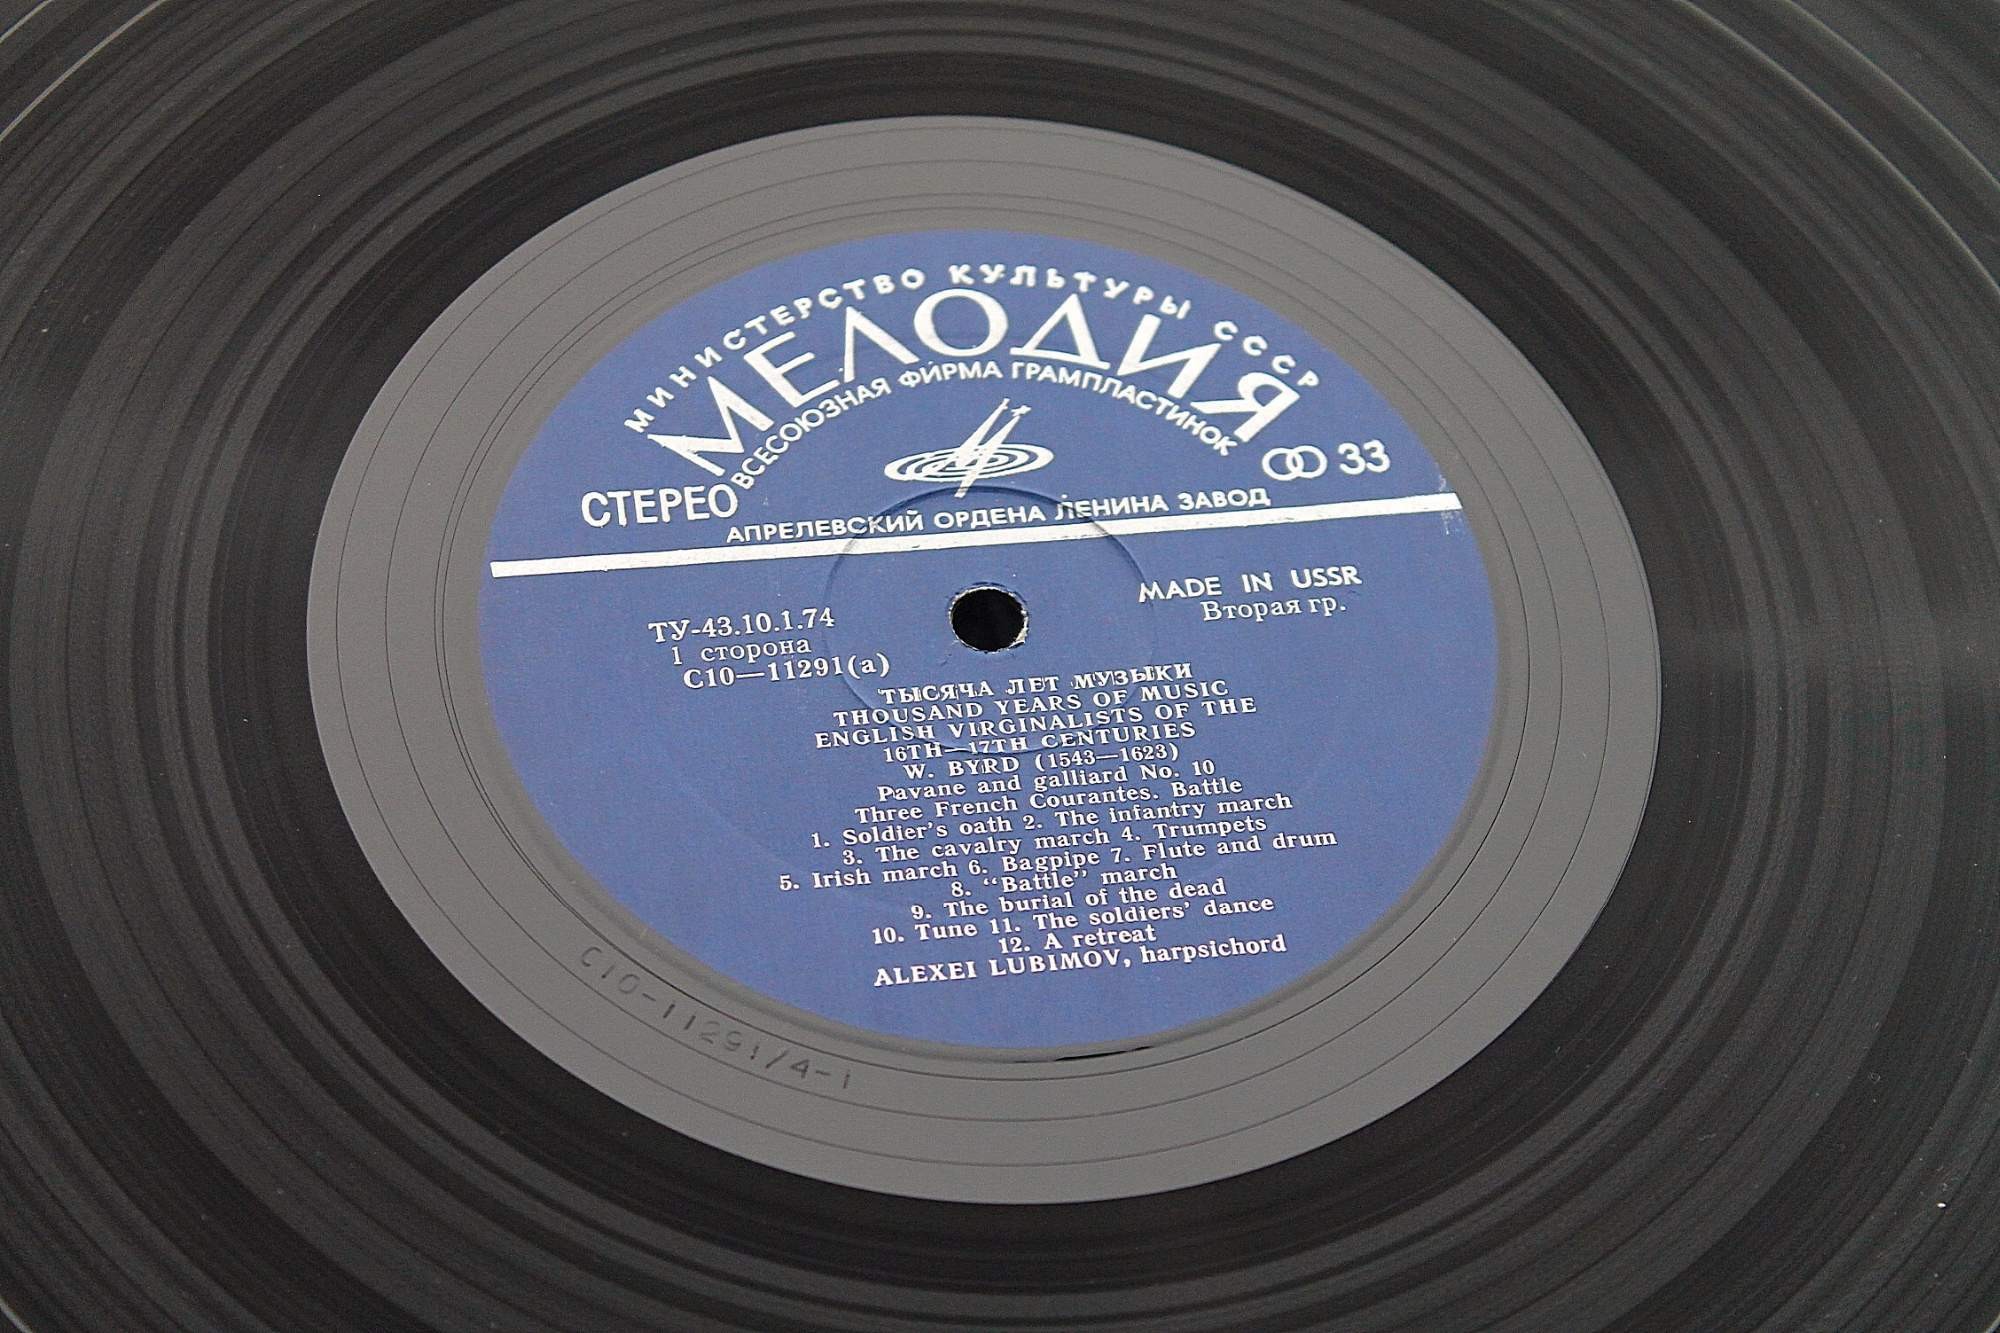 МИНИСТЕРСТВО КУЛЬТУРЫ СССР
МЕЛОДИЯ
ВСЕСОЮЗНАЯ ФИРМА ГРАМПЛАСТИНОК
СТЕРЕО
33
АПРЕЛЕВСКИЙ ОРДЕНА ЛЕНИНА ЗАВОД
MADE IN USSR
Вторая гр.
ТУ-43.10.1.74
1 сторона
С10—11291(а)
ТЫСЯЧА ЛЕТ МУЗЫКИ
THOUSAND YEARS OF MUSIC
ENGLISH VIRGINALISTS OF THE
16TH—17TH CENTURIES
W. BYRD (1543—1623)
Pavane and galliard No. 10
Three French Courantes. Battle
1. Soldier's oath 2. The infantry march
3. The cavalry march 4. Trumpets
5. Irish march 6. Bagpipe 7. Flute and drum
8. “Battle” march
9. The burial of the dead
10. Tune 11. The soldiers' dance
12. A retreat
ALEXEI LUBIMOV, harpsichord
С10-11291/4-1